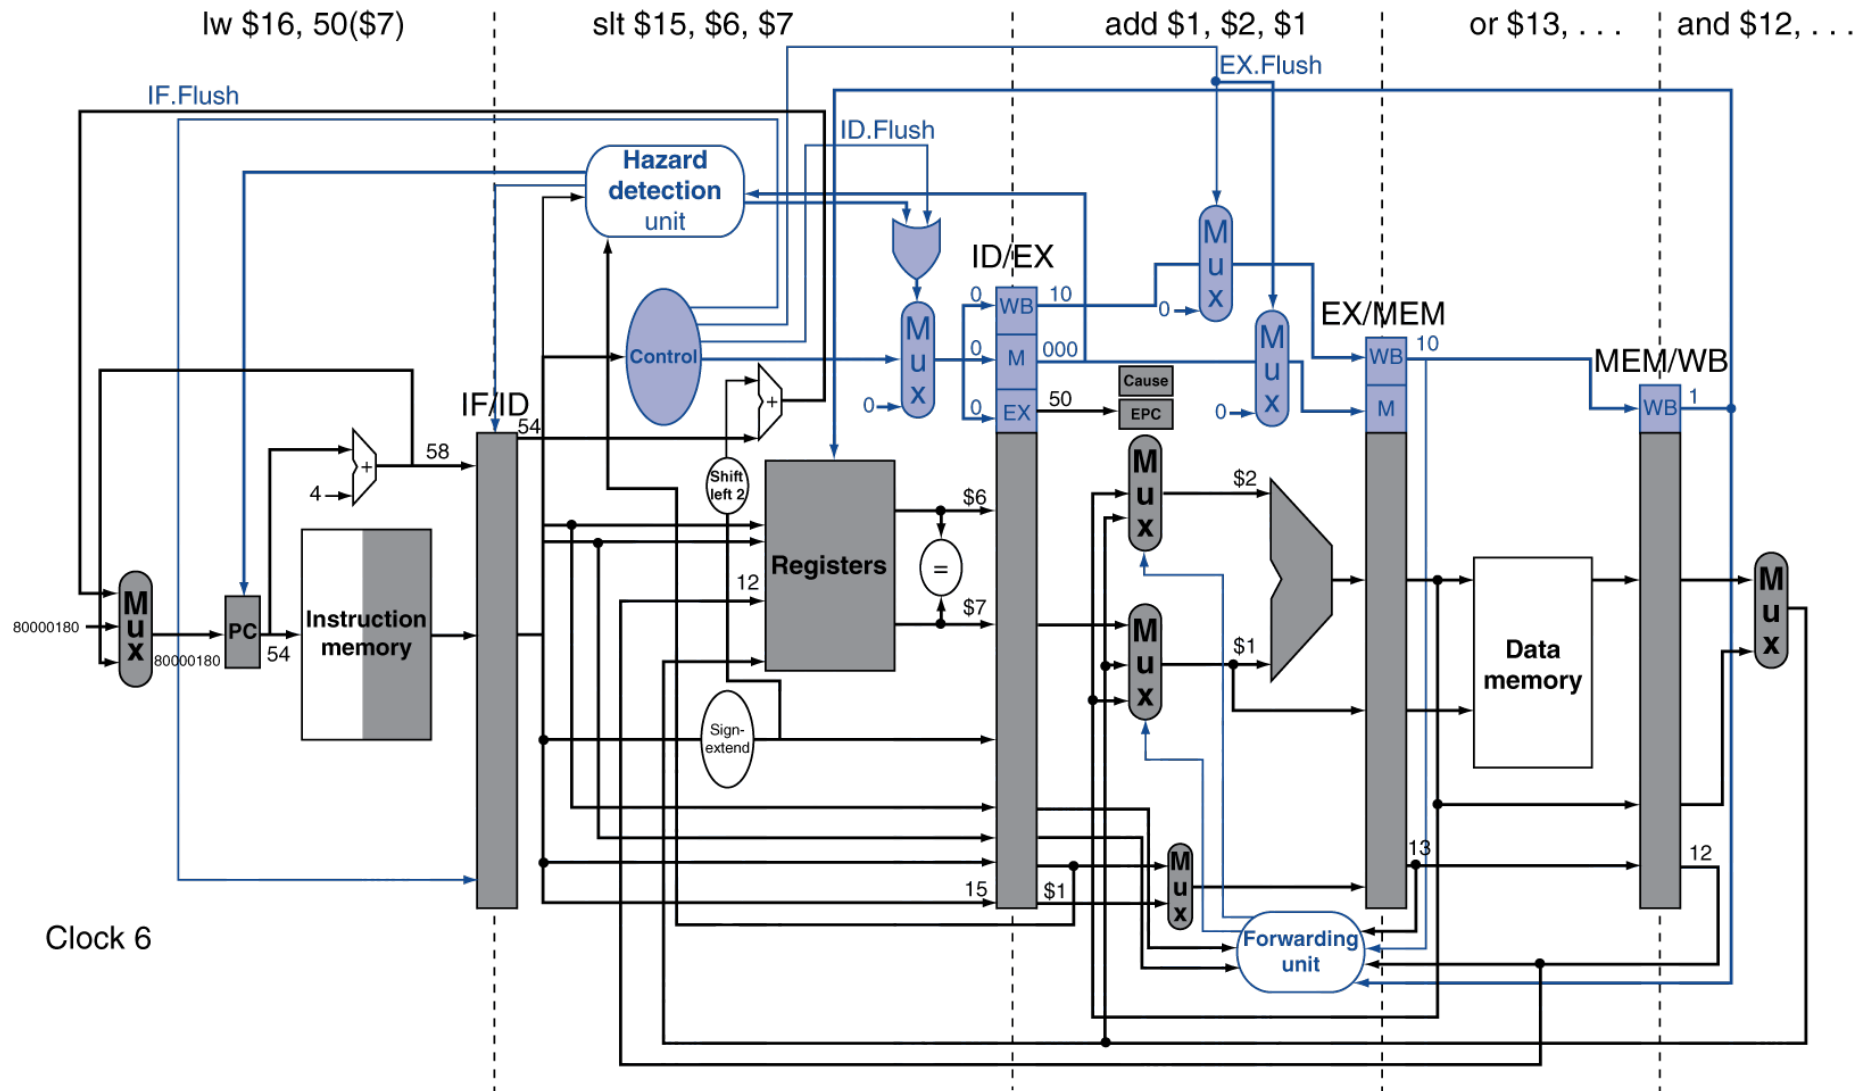 lw $16, 50($7)
slt $15, $6, $7
add $1, $2, $1
or $13, . . .
and $12, . . .
EX.Flush
IF.Flush
ID.Flush
Hazard
detection
unit
M
u
x
ID/EX
0
WB
10
0
EX/MEM
M
u
x
Control
M
u
x
0
M
000
WB
10
MEM/WB
Cause
0
0
EX
50
EPC
0
M
WB
1
+
IF/ID
54
+
58
4
Shift
left 2
M
u
x
$2
$6
=
Registers
12
$7
M
u
x
$1
M
u
x
80000180
80000180
PC
54
Instruction
memory
Data
memory
M
u
x
Sign-
extend
13
12
15
$1
M
u
x
Forwarding
unit
Clock 6